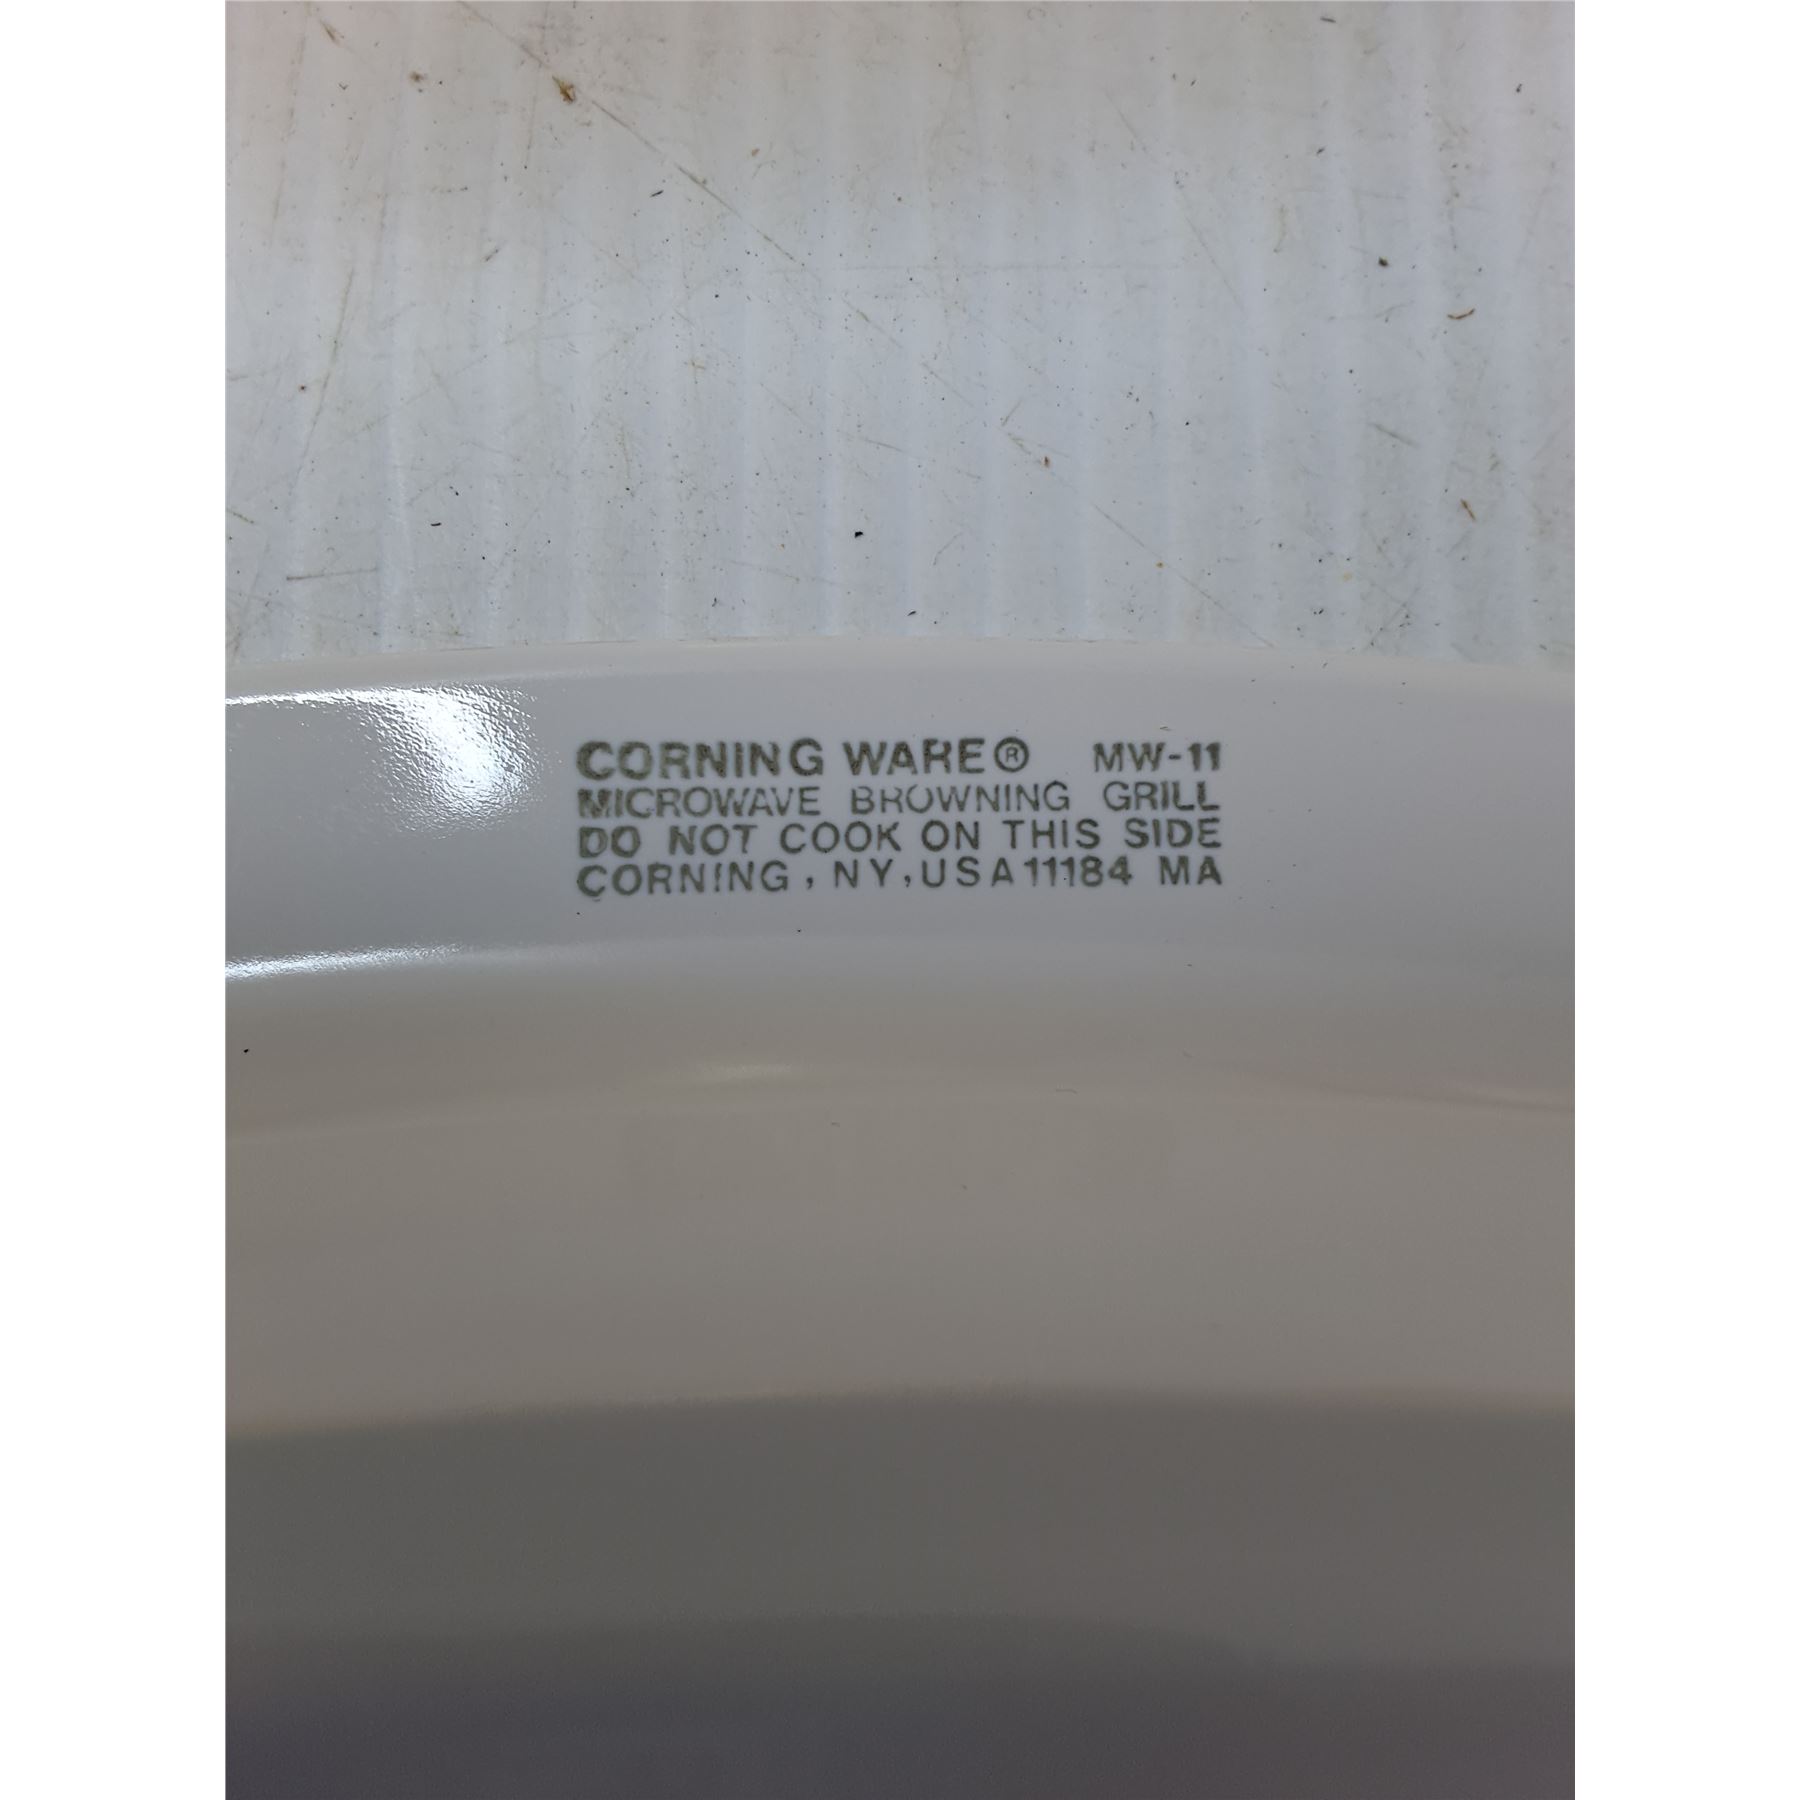 CORNING WARE® MW-11
MICROWAVE BROWNING GRILL
DO NOT COOK ON THIS SIDE
CORNING, NY, USA 11184 MA